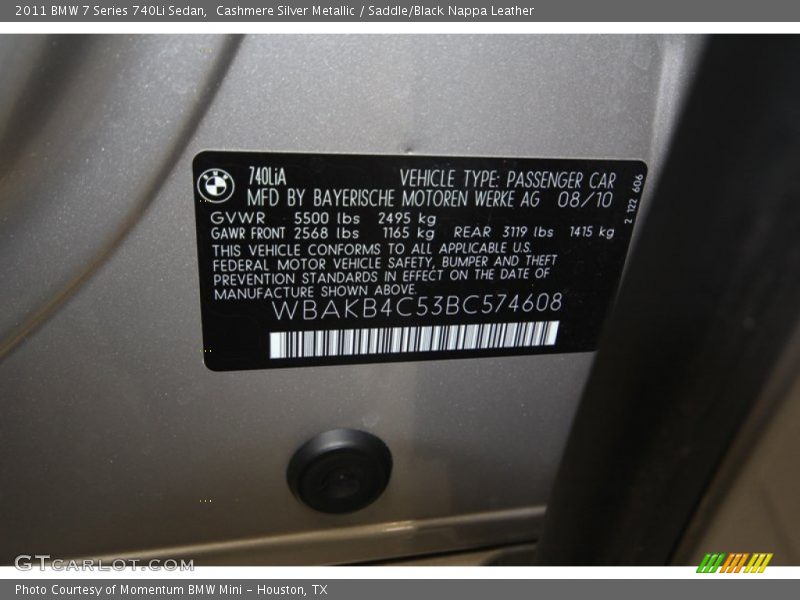 2011 BMW 7 Series 740Li Sedan,  Cashmere Silver Metallic / Saddle/Black Nappa Leather
740LiA VEHICLE TYPE: PASSENGER CAR
MFD BY BAYERISCHE MOTOREN WERKE AG 08/10
GVWR 5500 lbs 2495 kg
GAWR FRONT 2568 lbs 1165 kg REAR 3119 lbs 1415 kg
THIS VEHICLE CONFORMS TO ALL APPLICABLE U.S.
FEDERAL MOTOR VEHICLE SAFETY, BUMPER AND THEFT
PREVENTION STANDARDS IN EFFECT ON THE DATE OF
MANUFACTURE SHOWN ABOVE.
WBAKB4C53BC574608
2 122 606
GTCARLOT.COM
Photo Courtesy of Momentum BMW Mini - Houston, TX